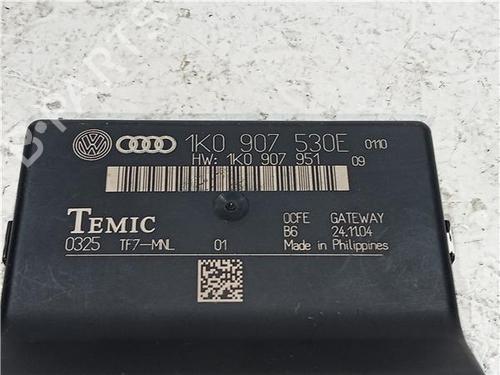 1K0 907 530E 0110
HW: 1K0 907 951 09
TEMIC
0CFE GATEWAY
B6 24.11.04
0325 TF7-MNL 01 Made in Philippines